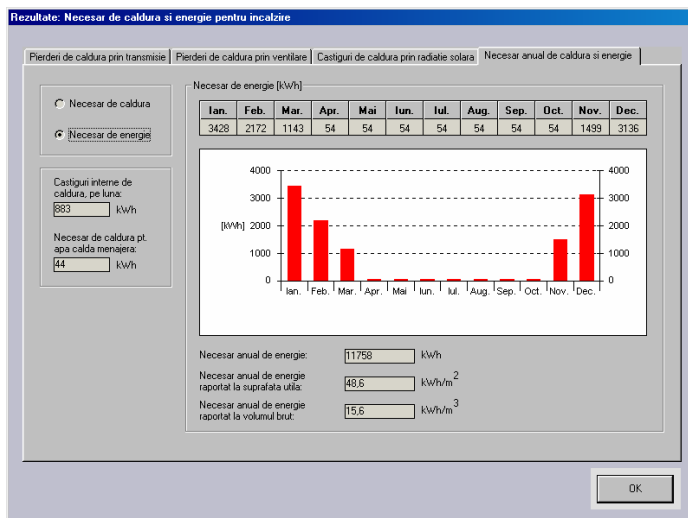 Rezultate: Necesar de caldura si energie pentru incalzire
Pierderi de caldura prin transmisie | Pierderi de caldura prin ventilare | Castiguri de caldura prin radiatie solara | Necesar anual de caldura si energie
Necesar de caldura
Necesar de energie
Castiguri interne de
caldura, pe luna:
883 kWh
Necesar de caldura pt.
apa calda menajera:
44 kWh
Necesar de energie [kWh]
Ian. Feb. Mar. Apr. Mai Iun. Iul. Aug. Sep. Oct. Nov. Dec.
3428 2172 1143 54 54 54 54 54 54 54 1499 3136
4000 4000
3000 3000
[kWh] 2000 2000
1000 1000
0 0
Ian. Feb. Mar. Apr. Mai Iun. Iul. Aug. Sep. Oct. Nov. Dec.
Necesar anual de energie: 11758 kWh
Necesar anual de energie
raportat la suprafata utila: 48,6 kWh/m²
Necesar anual de energie
raportat la volumul brut: 15,6 kWh/m³
OK